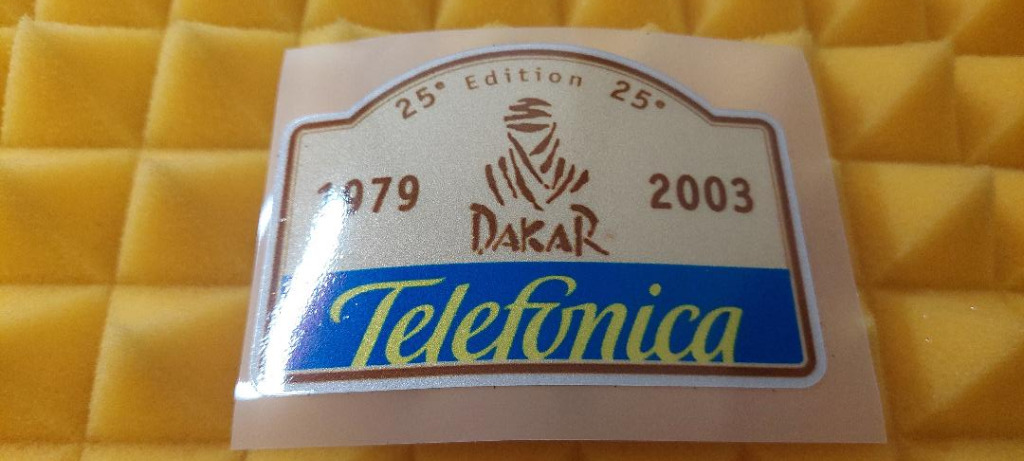 25° Edition 25°
1979 2003
DAKAR
Telefonica